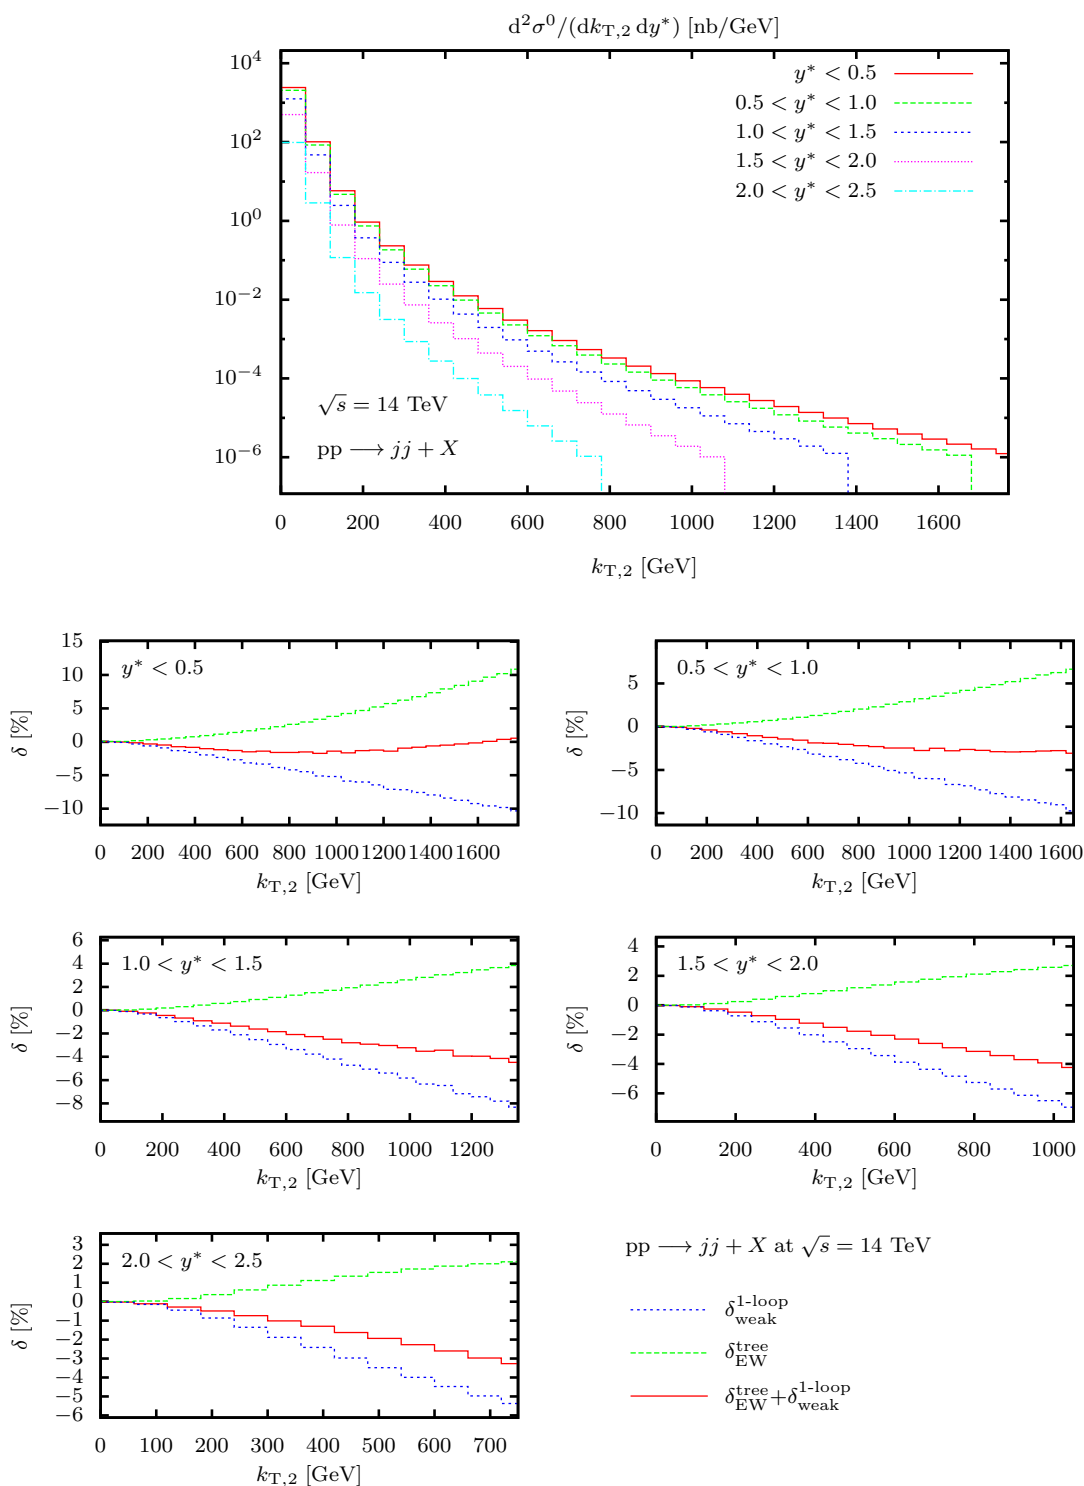 d²σ⁰/(dk_T,2 dy*) [nb/GeV]
10⁴
10²
10⁰
10⁻²
10⁻⁴
10⁻⁶
y* < 0.5
0.5 < y* < 1.0
1.0 < y* < 1.5
1.5 < y* < 2.0
2.0 < y* < 2.5
√s = 14 TeV
pp ⟶ jj + X
0 200 400 600 800 1000 1200 1400 1600
k_T,2 [GeV]
y* < 0.5
δ [%]
15
10
5
0
−5
−10
0 200 400 600 800 1000 1200 1400 1600
k_T,2 [GeV]
0.5 < y* < 1.0
δ [%]
5
0
−5
−10
0 200 400 600 800 1000 1200 1400 1600
k_T,2 [GeV]
1.0 < y* < 1.5
δ [%]
6
4
2
0
−2
−4
−6
−8
0 200 400 600 800 1000 1200
k_T,2 [GeV]
1.5 < y* < 2.0
δ [%]
4
2
0
−2
−4
−6
0 200 400 600 800 1000
k_T,2 [GeV]
2.0 < y* < 2.5
δ [%]
3
2
1
0
−1
−2
−3
−4
−5
−6
0 100 200 300 400 500 600 700
k_T,2 [GeV]
pp ⟶ jj + X at √s = 14 TeV
δ^1-loop_weak
δ^tree_EW
δ^tree_EW+δ^1-loop_weak